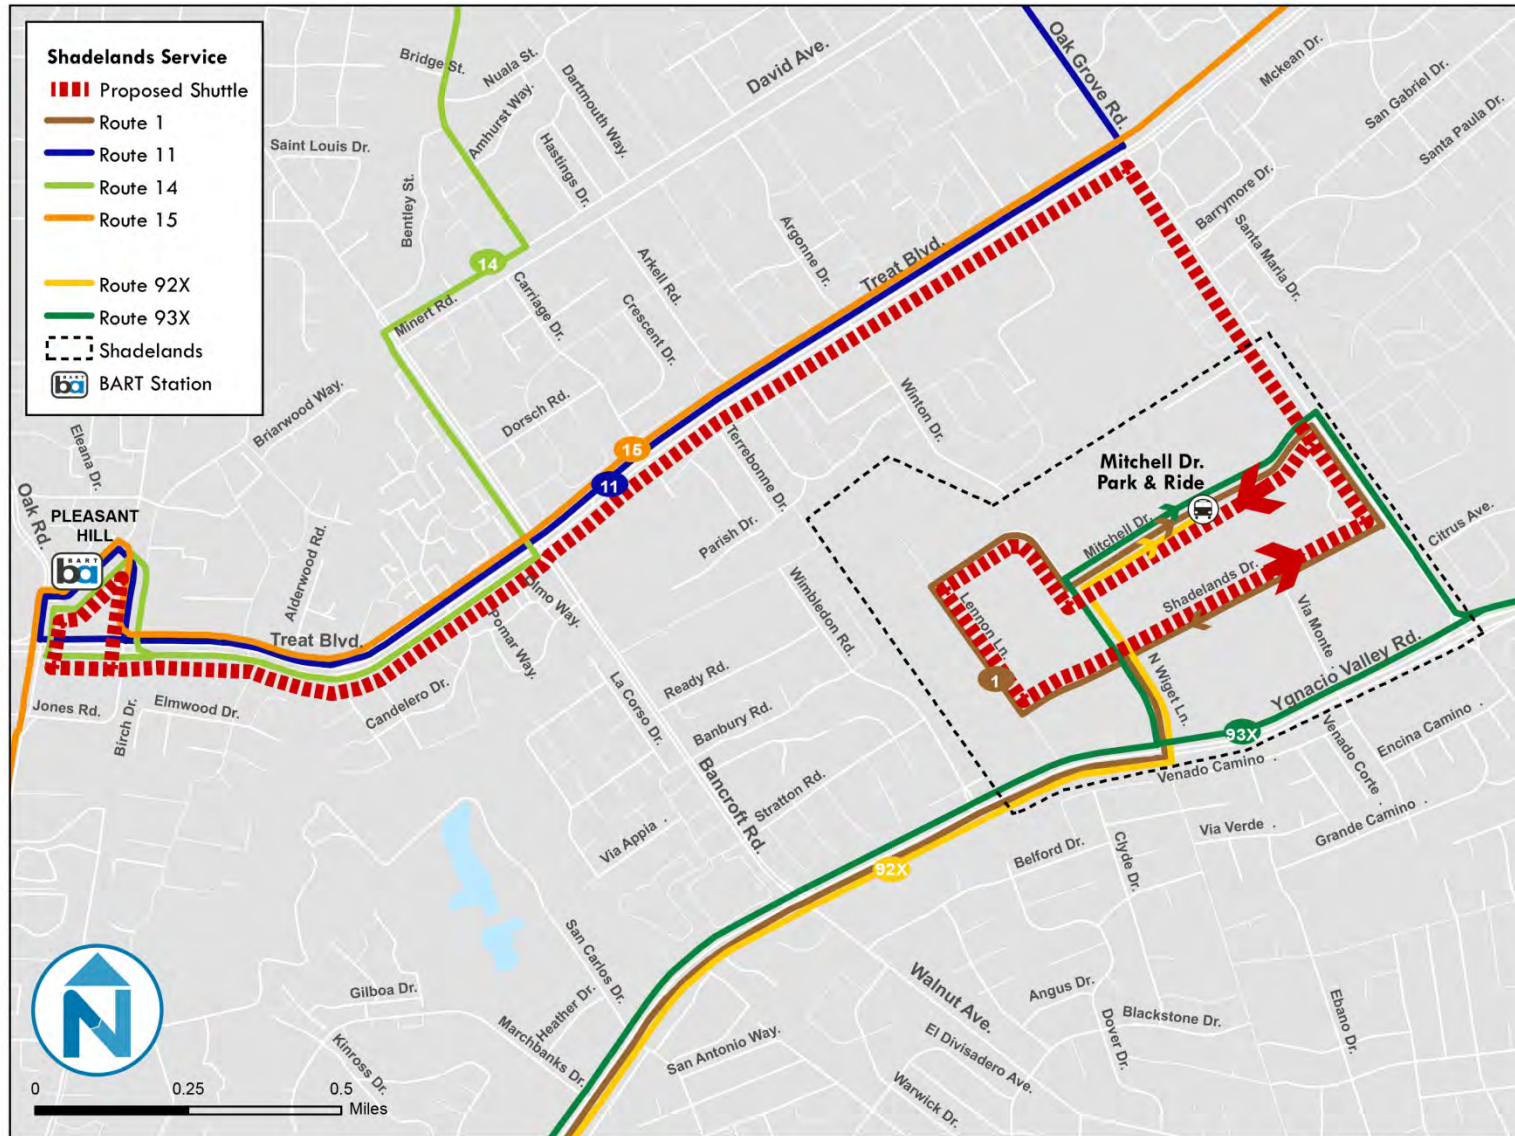 Shadelands Service
Proposed Shuttle
Route 1
Route 11
Route 14
Route 15
Route 92X
Route 93X
Shadelands
BART
ba
BART Station
Bridge St.
Nuala St.
Dartmouth Way.
David Ave.
Oak Grove Rd.
Mckean Dr.
San Gabriel Dr.
Santa Paula Dr.
Saint Louis Dr.
Amhurst Way.
Hastings Dr.
Bentley St.
Barrymore Dr.
Santa Maria Dr.
14
Arkell Rd.
Argonne Dr.
Treat Blvd.
Carriage Dr.
Crescent Dr.
Minert Rd.
Briarwood Way.
Dorsch Rd.
Winton Dr.
Eleana Dr.
15
11
Terrebonne Dr.
Mitchell Dr.
Park & Ride
Oak Rd.
PLEASANT
HILL
BART
ba
Alderwood Rd.
Parish Dr.
Mitchell Dr.
Citrus Ave.
Olmo Way.
Wimbledon Rd.
Lennon Ln.
Shadelands Dr.
Via Monte
Treat Blvd.
Pomar Way.
N Wiget Ln.
Ygnacio Valley Rd.
1
Jones Rd.
Birch Dr.
Elmwood Dr.
Candelero Dr.
La Corso Dr.
Ready Rd.
Banbury Rd.
93X
Venado Corte
Encina Camino
Venado Camino
Bancroft Rd.
Stratton Rd.
Via Appia
Via Verde
Grande Camino
Belford Dr.
Clyde Dr.
92X
San Carlos Dr.
Walnut Ave.
Angus Dr.
Blackstone Dr.
Ebano Dr.
Gilboa Dr.
Heather Dr.
Marchbanks Dr.
Kinross Dr.
San Antonio Way.
El Divisadero Ave.
Dover Dr.
Warwick Dr.
N
0 0.25 0.5
Miles